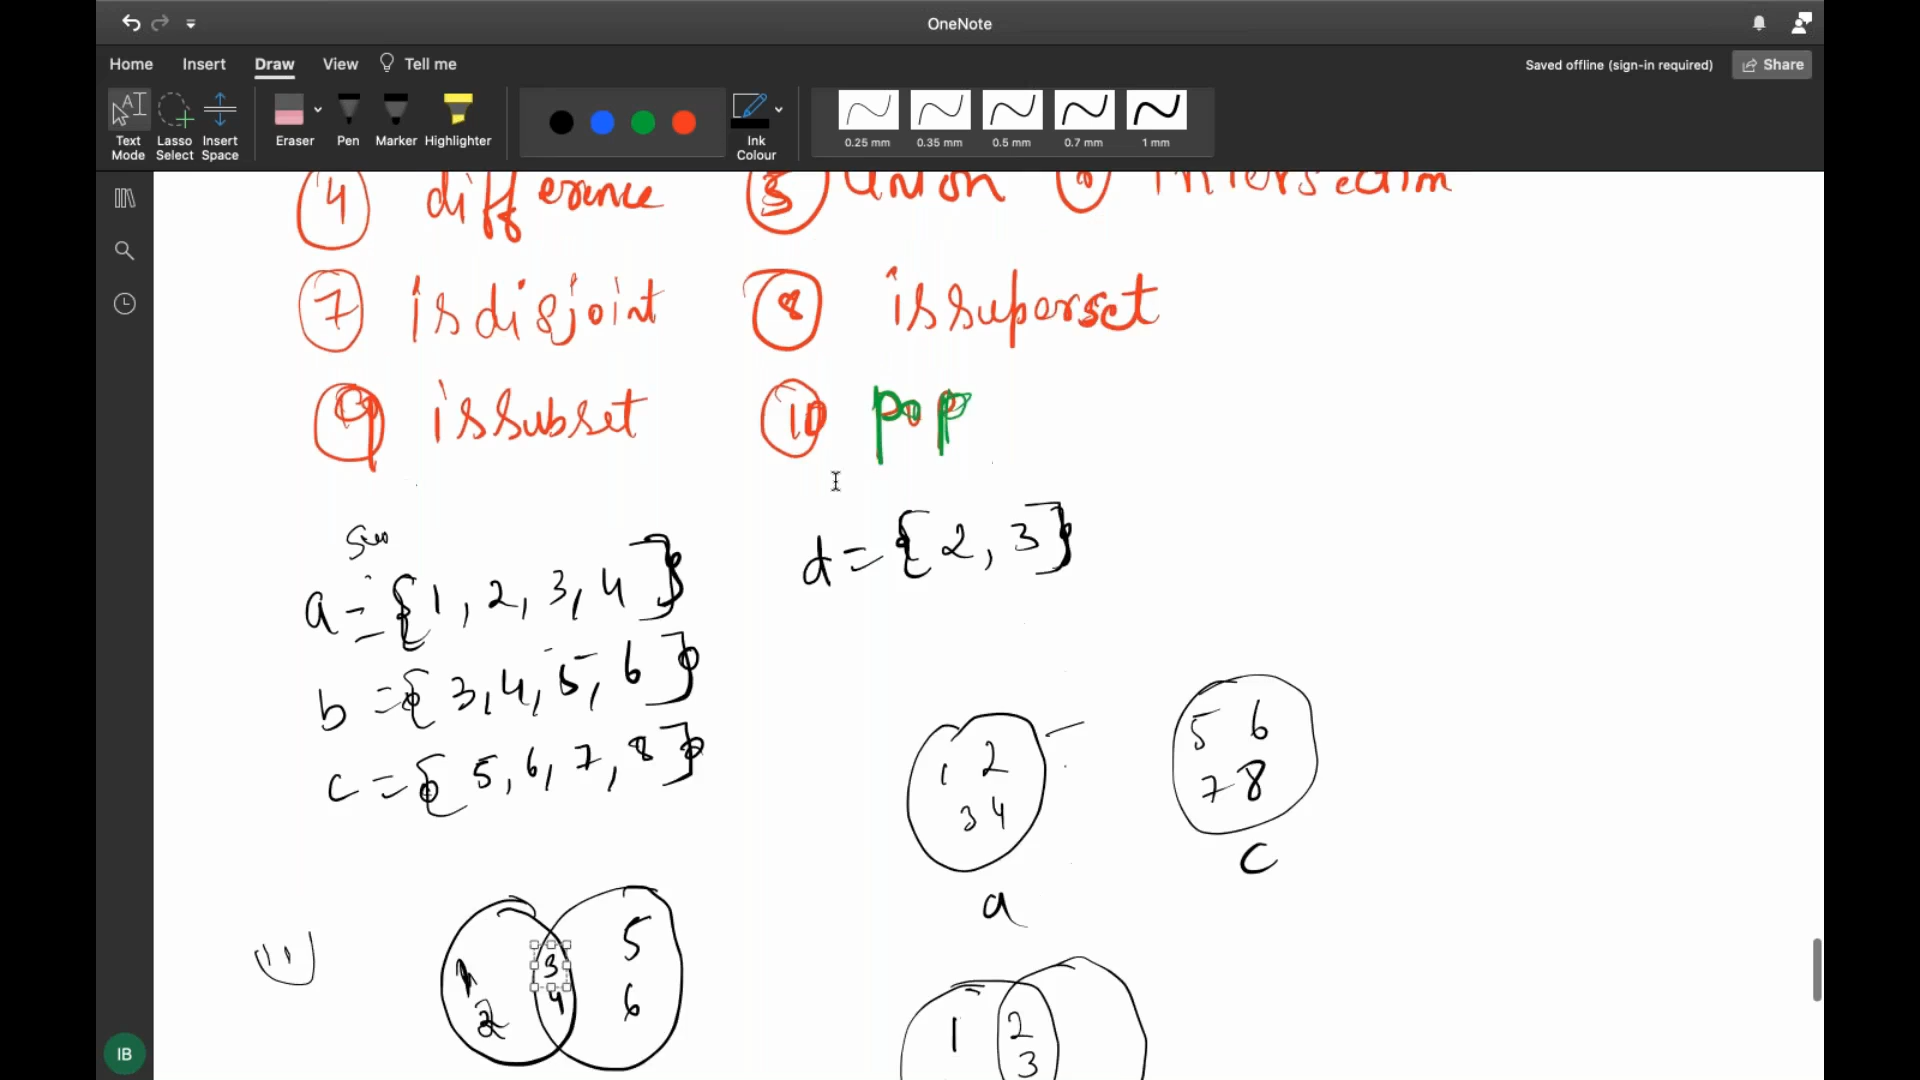 OneNote
Home Insert Draw View Tell me
Saved offline (sign-in required) Share
Text Mode
Lasso Select
Insert Space
Eraser
Pen
Marker
Highlighter
Ink Colour
0.25 mm
0.35 mm
0.5 mm
0.7 mm
1 mm
4 difference 5 union 6 intersection
7 isdisjoint 8 issuperset
9 issubset 10 pop
d = {2, 3}
a = {1, 2, 3, 4}
b = {3, 4, 5, 6}
c = {5, 6, 7, 8}
1 2
3 4
a
5 6
7 8
c
1
2
3
4
5
6
1
2
3
IB